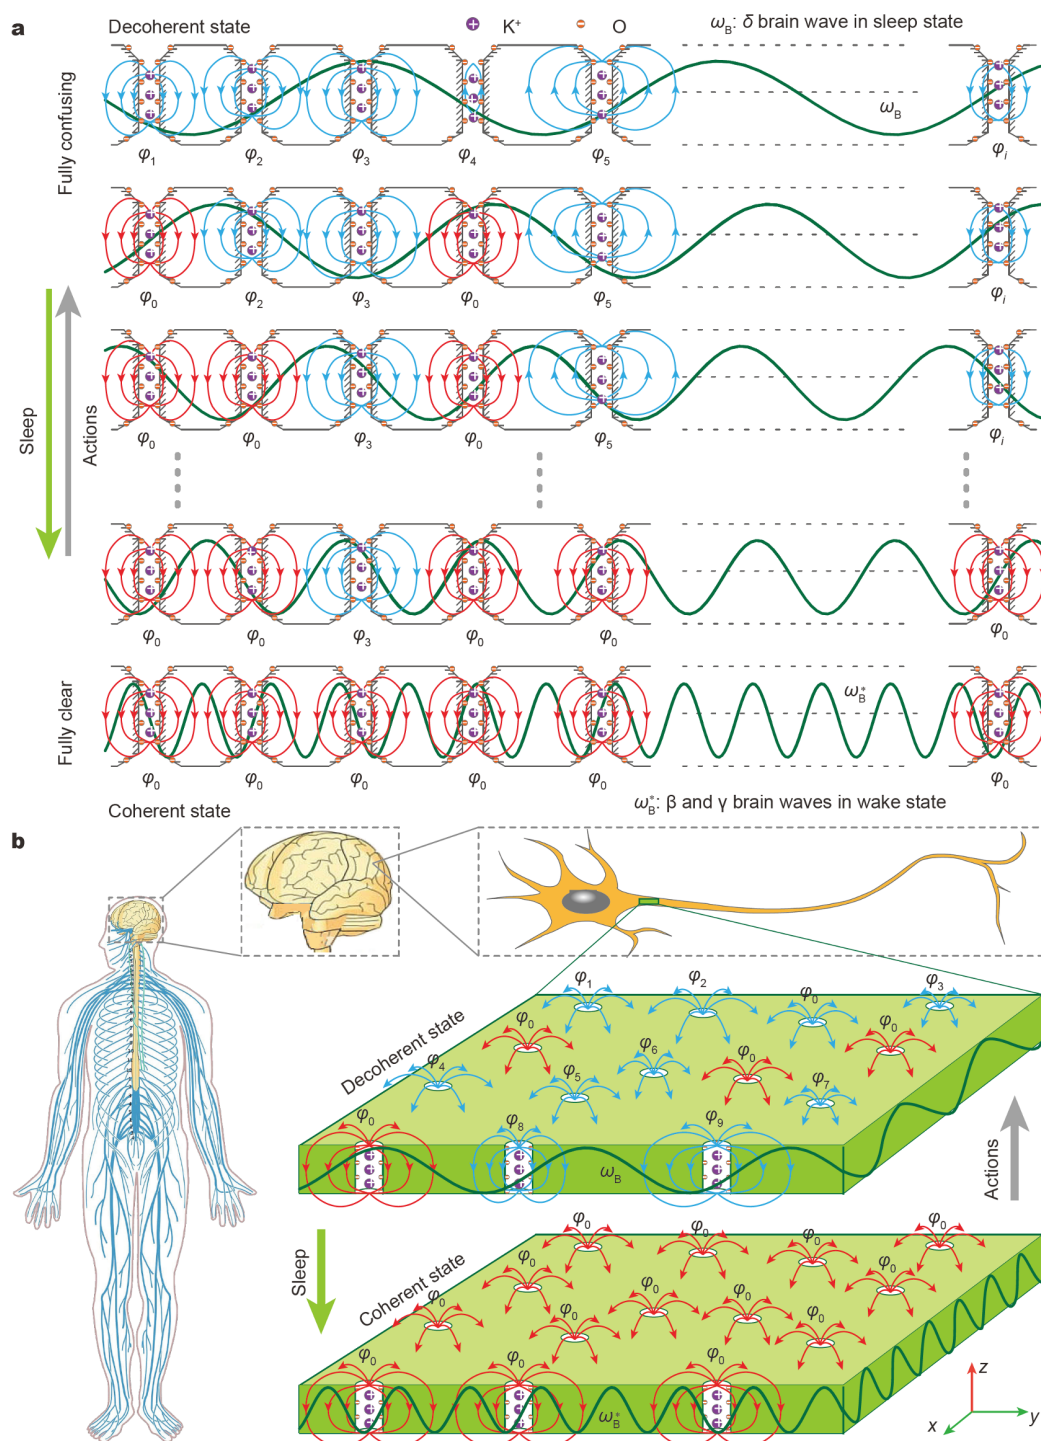 a
Decoherent state
K⁺
O
ω_B: δ brain wave in sleep state
Fully confusing
ω_B
φ₁ φ₂ φ₃ φ₄ φ₅ φᵢ
φ₀ φ₂ φ₃ φ₀ φ₅ φᵢ
Sleep
Actions
φ₀ φ₀ φ₃ φ₀ φ₅ φᵢ
φ₀ φ₀ φ₃ φ₀ φ₀ φ₀
Fully clear
ω_B^*
φ₀ φ₀ φ₀ φ₀ φ₀ φ₀
Coherent state
ω_B^*: β and γ brain waves in wake state
b
Decoherent state
φ₁ φ₂ φ₀ φ₃
φ₀ φ₀
φ₄ φ₅ φ₆ φ₀ φ₇
φ₀ φ₈ φ₉
ω_B
Actions
Sleep
Coherent state
φ₀ φ₀ φ₀ φ₀
φ₀ φ₀
φ₀ φ₀ φ₀ φ₀ φ₀
φ₀ φ₀ φ₀
ω_B^*
z
x
y